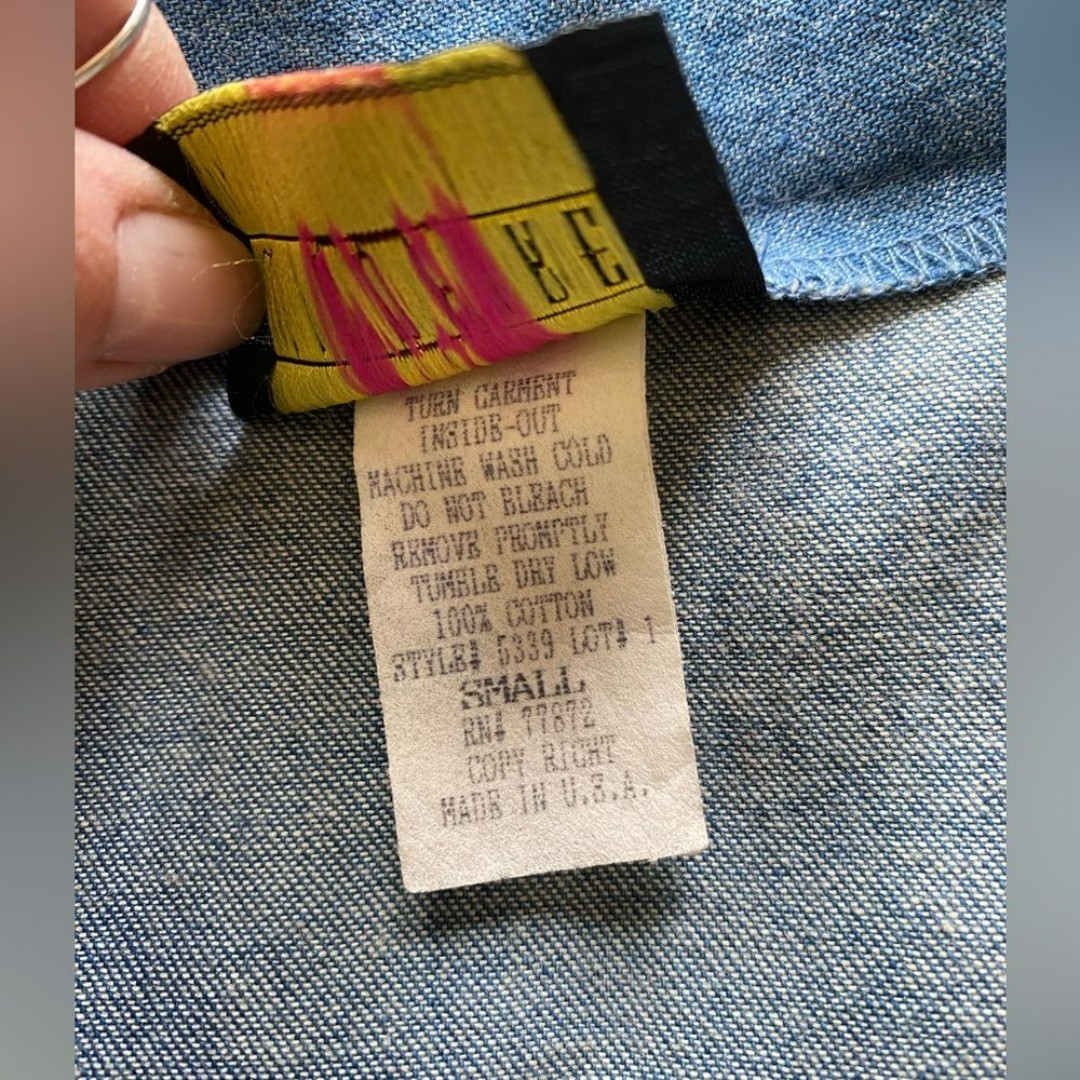 TURN GARMENT
INSIDE-OUT
MACHINE WASH COLD
DO NOT BLEACH
REMOVE PROMPTLY
TUMBLE DRY LOW
100% COTTON
STYLE# 5339 LOT# 1
SMALL
RN# 77872
COPY RIGHT
MADE IN U.S.A.